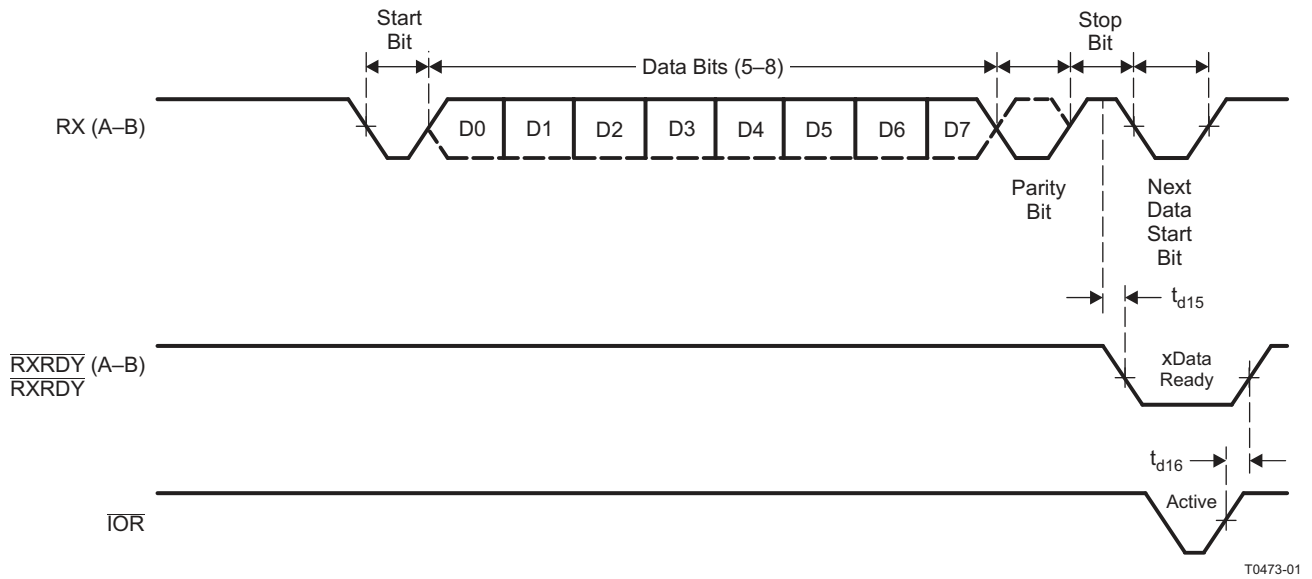 Start
Bit
Data Bits (5–8)
Stop
Bit
RX (A–B)
D0 D1 D2 D3 D4 D5 D6 D7
Parity
Bit
Next
Data
Start
Bit
td15
RXRDY (A–B)
RXRDY
xData
Ready
td16
IOR
Active
T0473-01